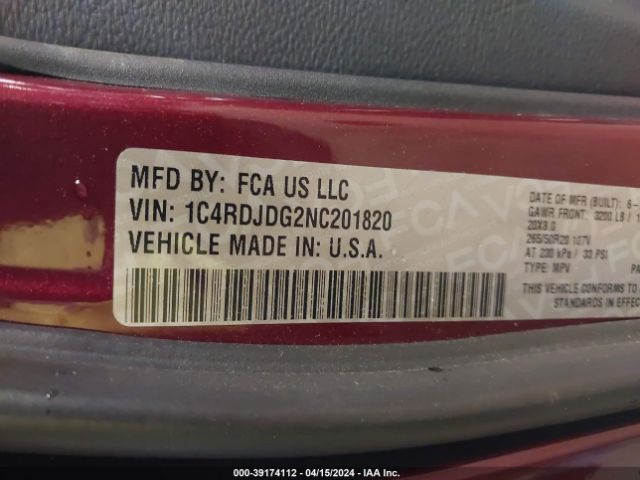 MFD BY: FCA US LLC
VIN: 1C4RDJDG2NC201820
VEHICLE MADE IN: U.S.A.
DATE OF MFR (BUILT): 6-
GAWR FRONT: 3200 LB /
20X8.0
265/50R20 107V
AT 230 kPa / 33 PSI
TYPE: MPV
THIS VEHICLE CONFORMS TO
STANDARDS IN EFFECT
000-39174112 - 04/15/2024 - IAA Inc.